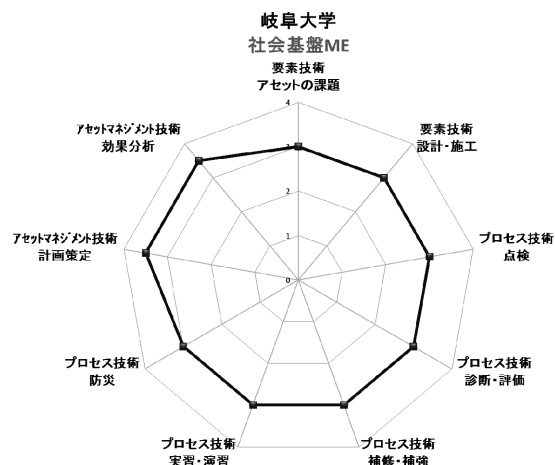 岐阜大学
社会基盤ME
要素技術
アセットの課題
要素技術
設計・施工
プロセス技術
点検
プロセス技術
診断・評価
プロセス技術
補修・補強
プロセス技術
実習・演習
プロセス技術
防災
アセットマネジメント技術
計画策定
アセットマネジメント技術
効果分析
4
3
2
1
0